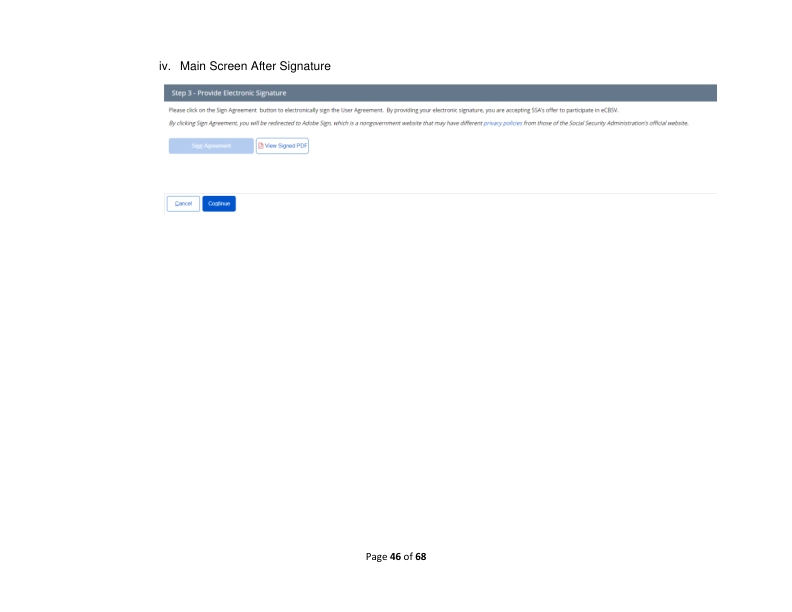 iv. Main Screen After Signature
Step 3 - Provide Electronic Signature
Please click on the Sign Agreement button to electronically sign the User Agreement. By providing your electronic signature, you are accepting SSA's offer to participate in eCBSV.
By clicking Sign Agreement, you will be redirected to Adobe Sign, which is a nongovernment website that may have different privacy policies from those of the Social Security Administration's official website.
Sign Agreement View Signed PDF
Cancel Continue
Page 46 of 68